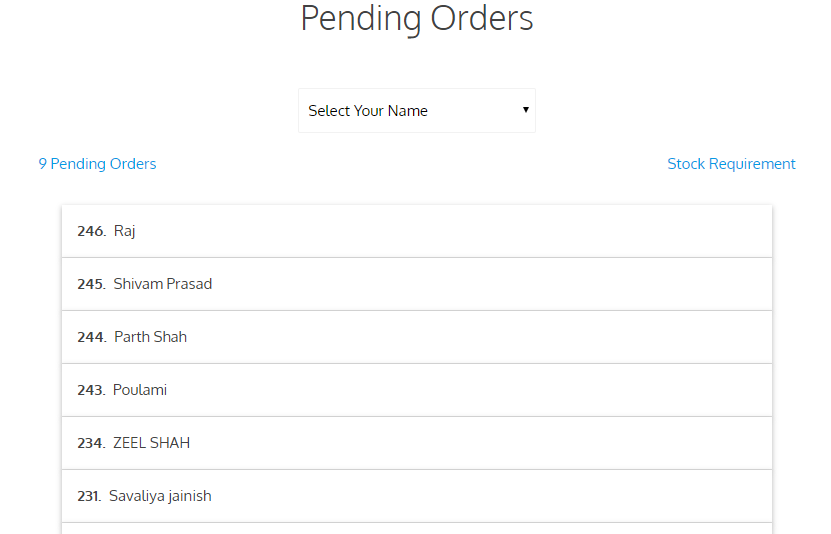 Pending Orders
Select Your Name
9 Pending Orders Stock Requirement
246. Raj
245. Shivam Prasad
244. Parth Shah
243. Poulami
234. ZEEL SHAH
231. Savaliya jainish